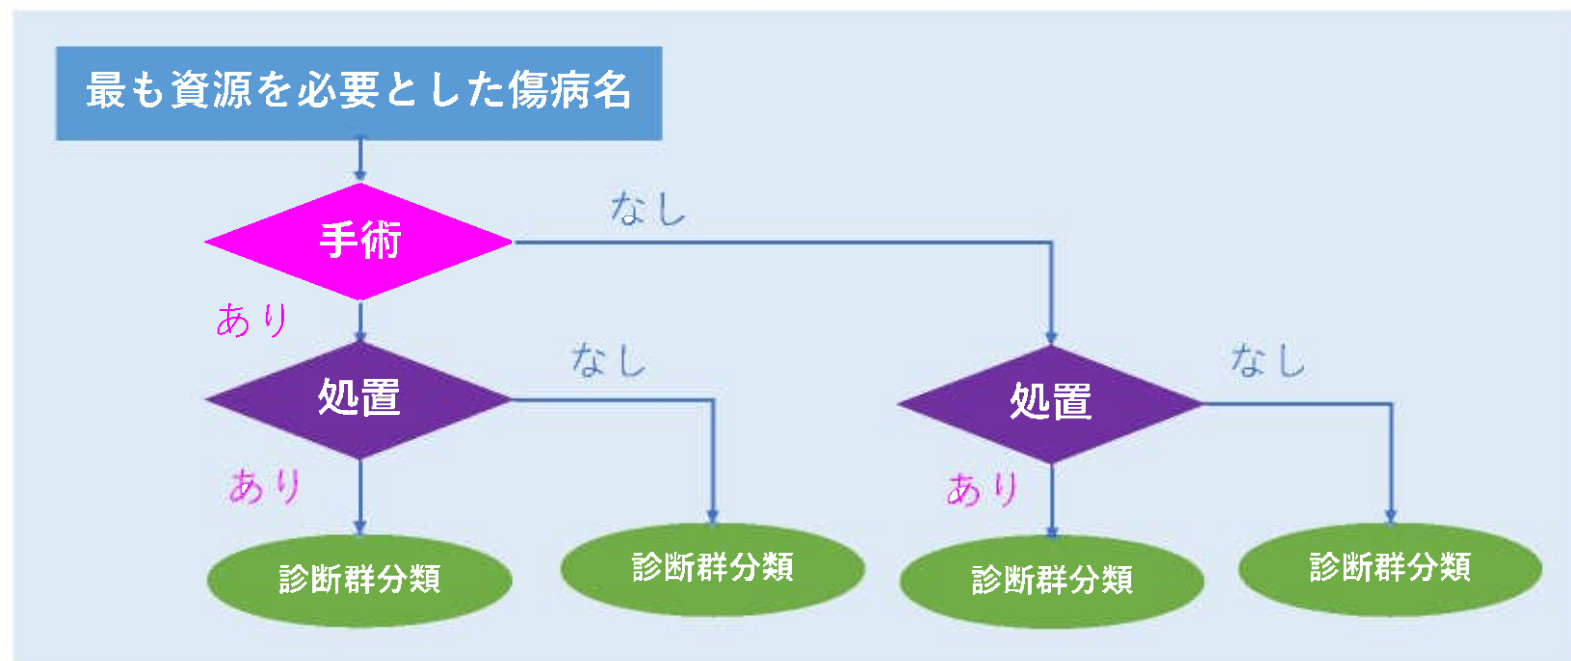 最も資源を必要とした傷病名
手術
なし
あり
処置
なし
処置
なし
あり
あり
診断群分類
診断群分類
診断群分類
診断群分類